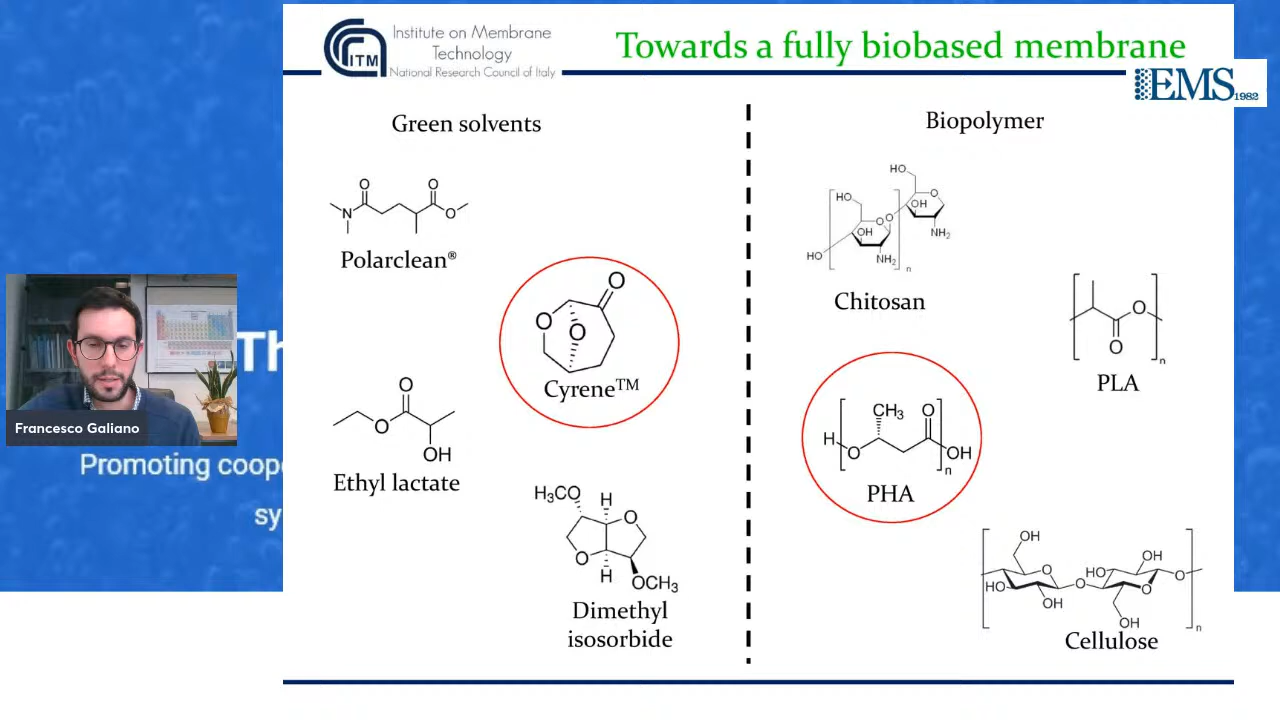 ITM
Institute on Membrane
Technology
National Research Council of Italy
Towards a fully biobased membrane
EMS 1982
Green solvents
Biopolymer
O
O
N
O
Polarclean®
O
O
O
Cyrene™
O
O
OH
Ethyl lactate
H₃CO
H
O
O
H
OCH₃
Dimethyl
isosorbide
HO
HO
O
OH
O
O
OH
NH₂
HO
NH₂
n
Chitosan
O
O
n
PLA
CH₃
O
H
O
OH
n
PHA
OH
O
HO
OH
O
HO
OH
O
O
OH
n
Cellulose
Th
Francesco Galiano
Promoting coop
sy